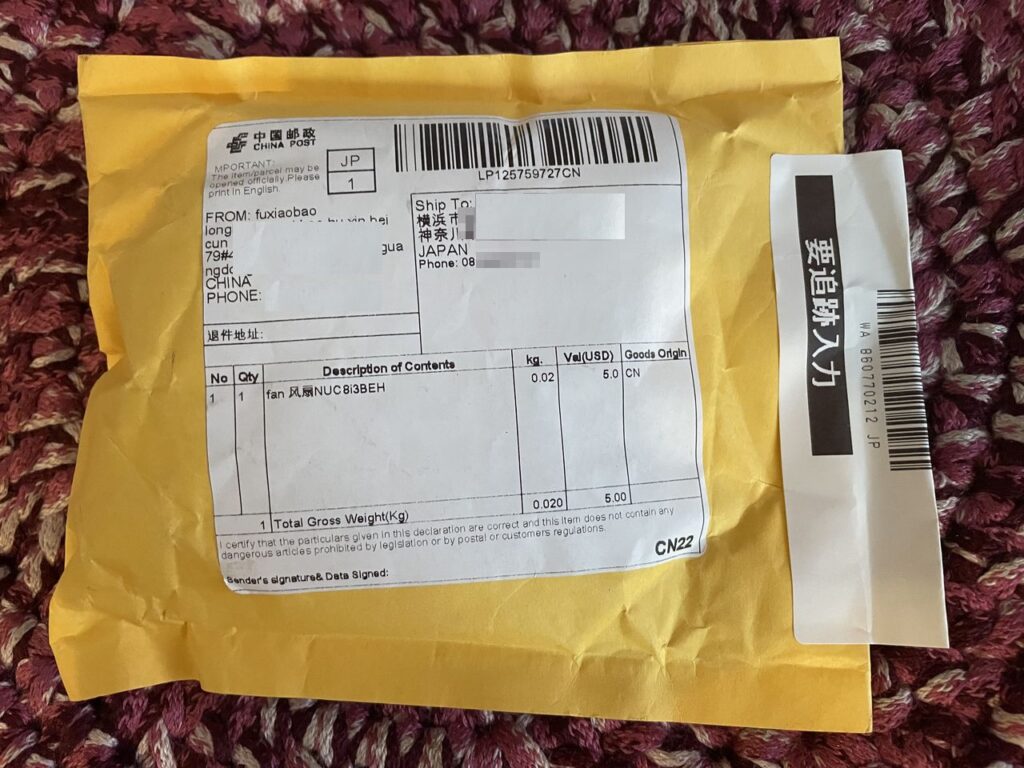 中国邮政
CHINA POST
MPORTANT:
The item/parcel may be
opened officially.Please
print in English.
JP
1
LP125759727CN
FROM: fuxiaobao
long
cun
gua
79#
CHINA
PHONE:
退件地址:
Ship To:
横浜市
神奈川
JAPAN
Phone: 08
No Qty Description of Contents kg. Val(USD) Goods Origin
1 1 fan 风扇NUC8i3BEH 0.02 5.0 CN
1 Total Gross Weight(Kg) 0.020 5.00
I certify that the particulars given in this declaration are correct and this item does not contain any
dangerous articles prohibited by legislation or by postal or customers regulations.
Sender's signature& Data Signed:
CN22
要追跡入力
WA 860770212 JP